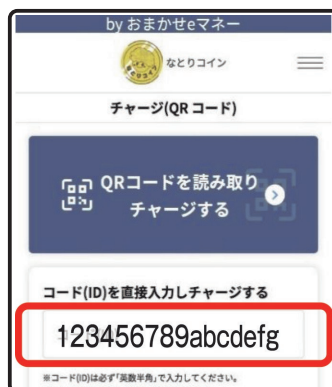 by おまかせeマネー
なとりコイン
チャージ(QRコード)
QRコードを読み取り
チャージする
コード(ID)を直接入力しチャージする
123456789abcdefg
※コード(ID)は必ず「英数半角」で入力してください。